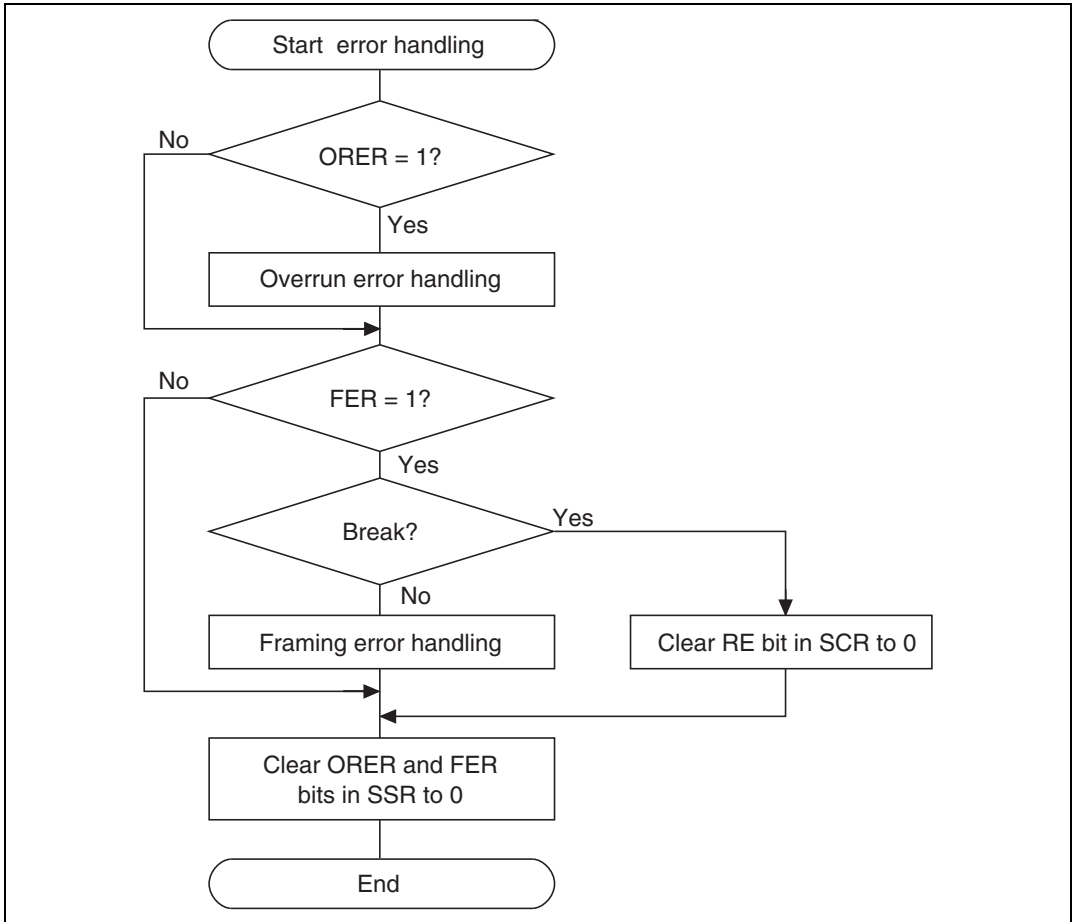 Start error handling
No
ORER = 1?
Yes
Overrun error handling
No
FER = 1?
Yes
Break?
Yes
No
Framing error handling
Clear RE bit in SCR to 0
Clear ORER and FER
bits in SSR to 0
End